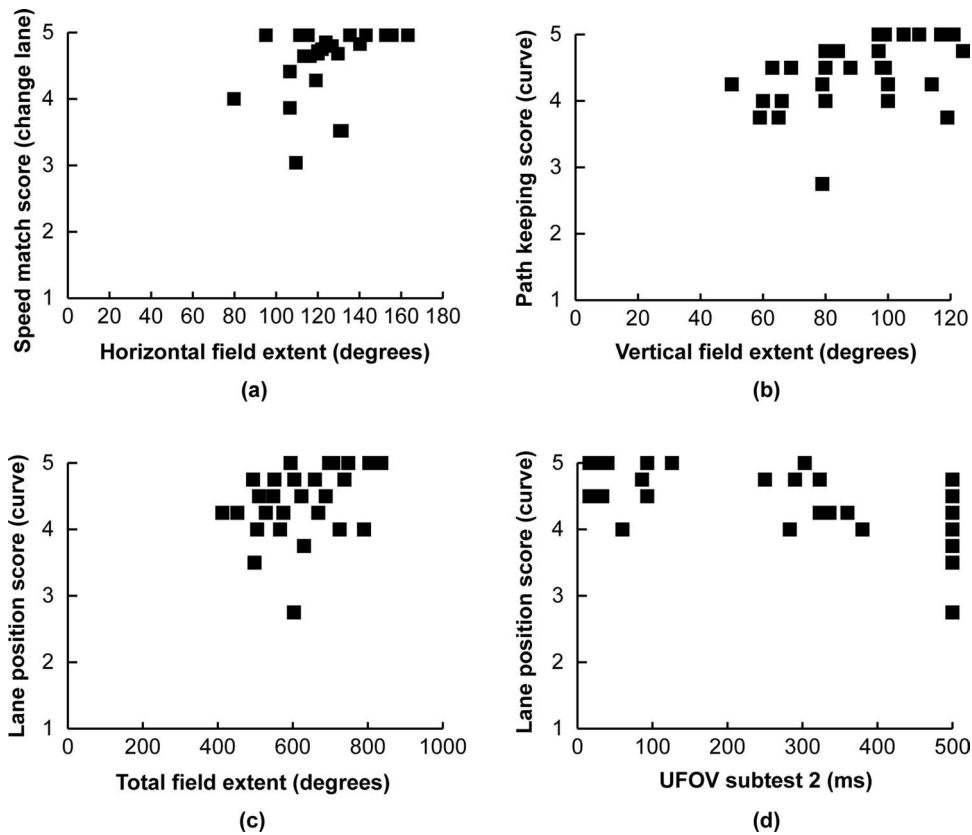 Speed match score (change lane)
5
4
3
2
1
0 20 40 60 80 100 120 140 160 180
Horizontal field extent (degrees)
(a)
Path keeping score (curve)
5
4
3
2
1
0 20 40 60 80 100 120
Vertical field extent (degrees)
(b)
Lane position score (curve)
5
4
3
2
1
0 200 400 600 800 1000
Total field extent (degrees)
(c)
Lane position score (curve)
5
4
3
2
1
0 100 200 300 400 500
UFOV subtest 2 (ms)
(d)